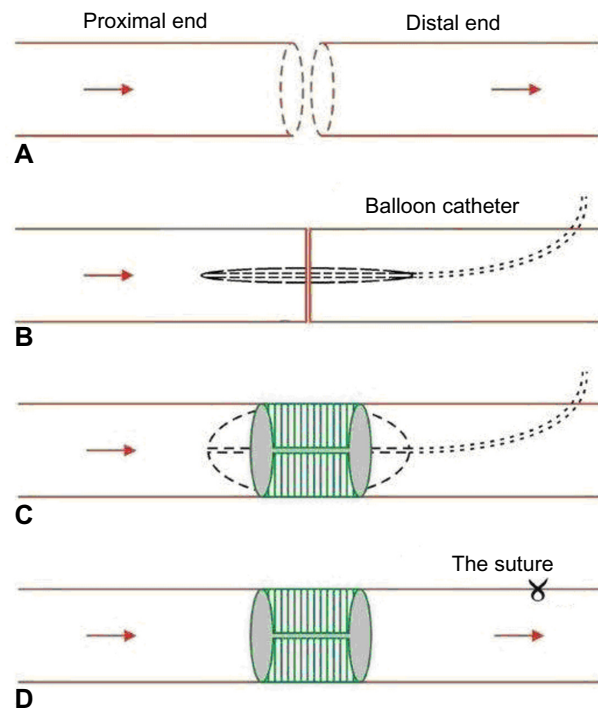 Proximal end
Distal end
A
Balloon catheter
B
C
The suture
D